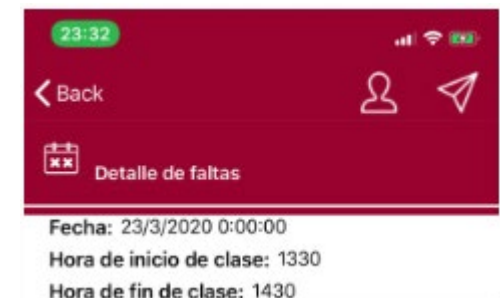 23:32
Back
Detalle de faltas
Fecha: 23/3/2020 0:00:00
Hora de inicio de clase: 1330
Hora de fin de clase: 1430